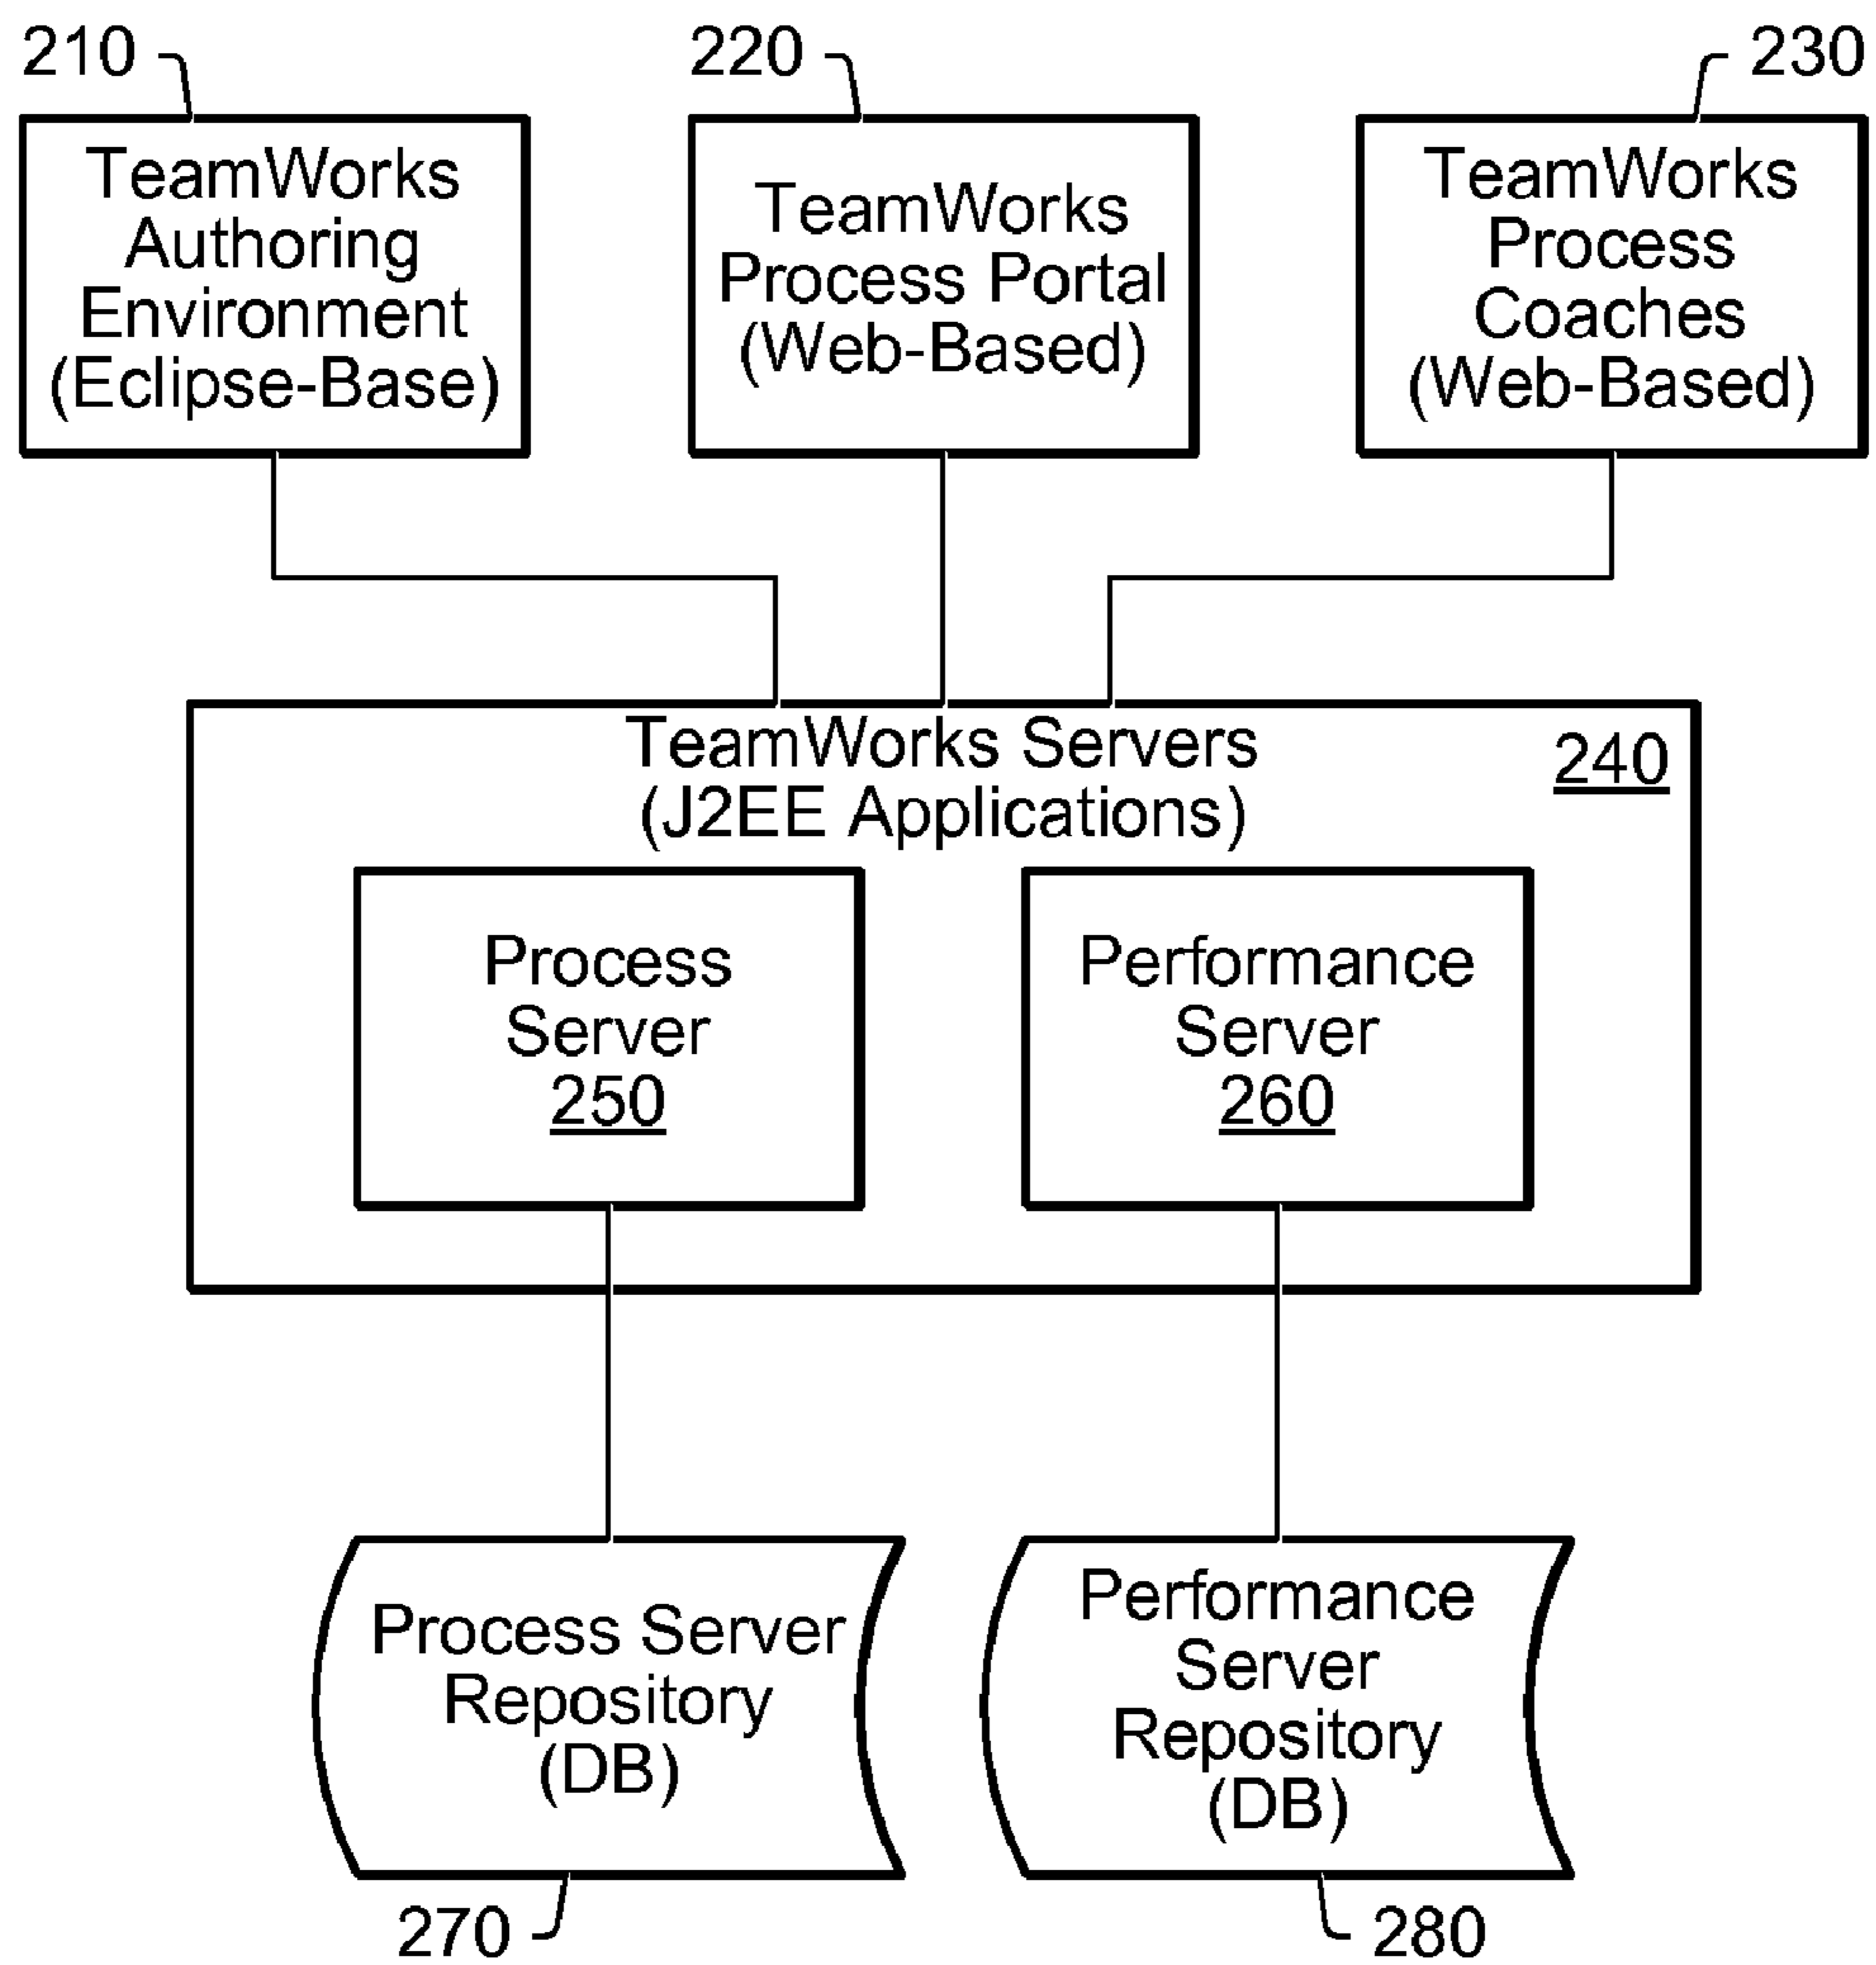 210
220
230
TeamWorks
Authoring
Environment
(Eclipse-Base)
TeamWorks
Process Portal
(Web-Based)
TeamWorks
Process
Coaches
(Web-Based)
TeamWorks Servers
(J2EE Applications)
240
Process
Server
250
Performance
Server
260
Process Server
Repository
(DB)
Performance
Server
Repository
(DB)
270
280